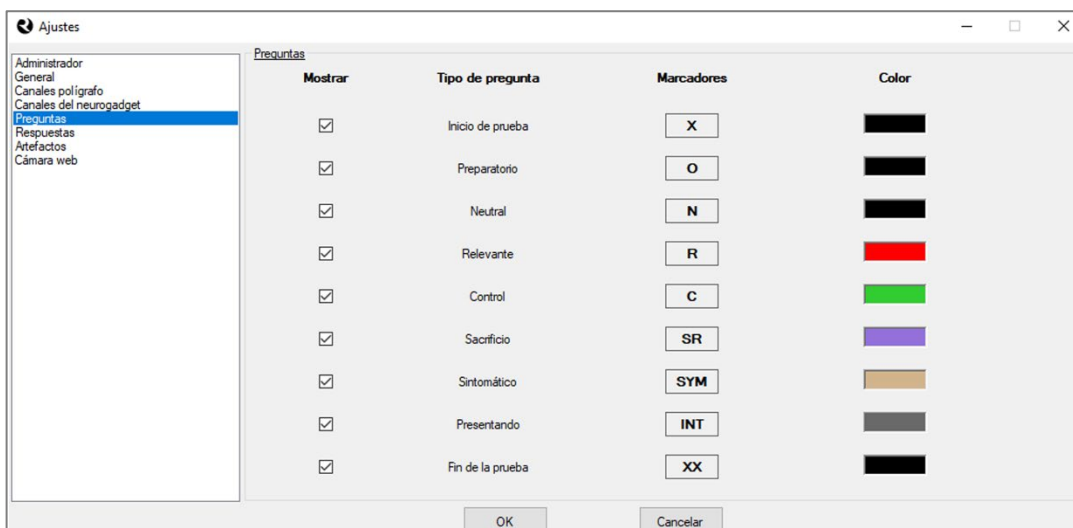 Ajustes
Administrador
General
Canales polígrafo
Canales del neurogadget
Preguntas
Respuestas
Artefactos
Cámara web
Preguntas
Mostrar Tipo de pregunta Marcadores Color
Inicio de prueba X
Preparatorio O
Neutral N
Relevante R
Control C
Sacrificio SR
Sintomático SYM
Presentando INT
Fin de la prueba XX
OK Cancelar